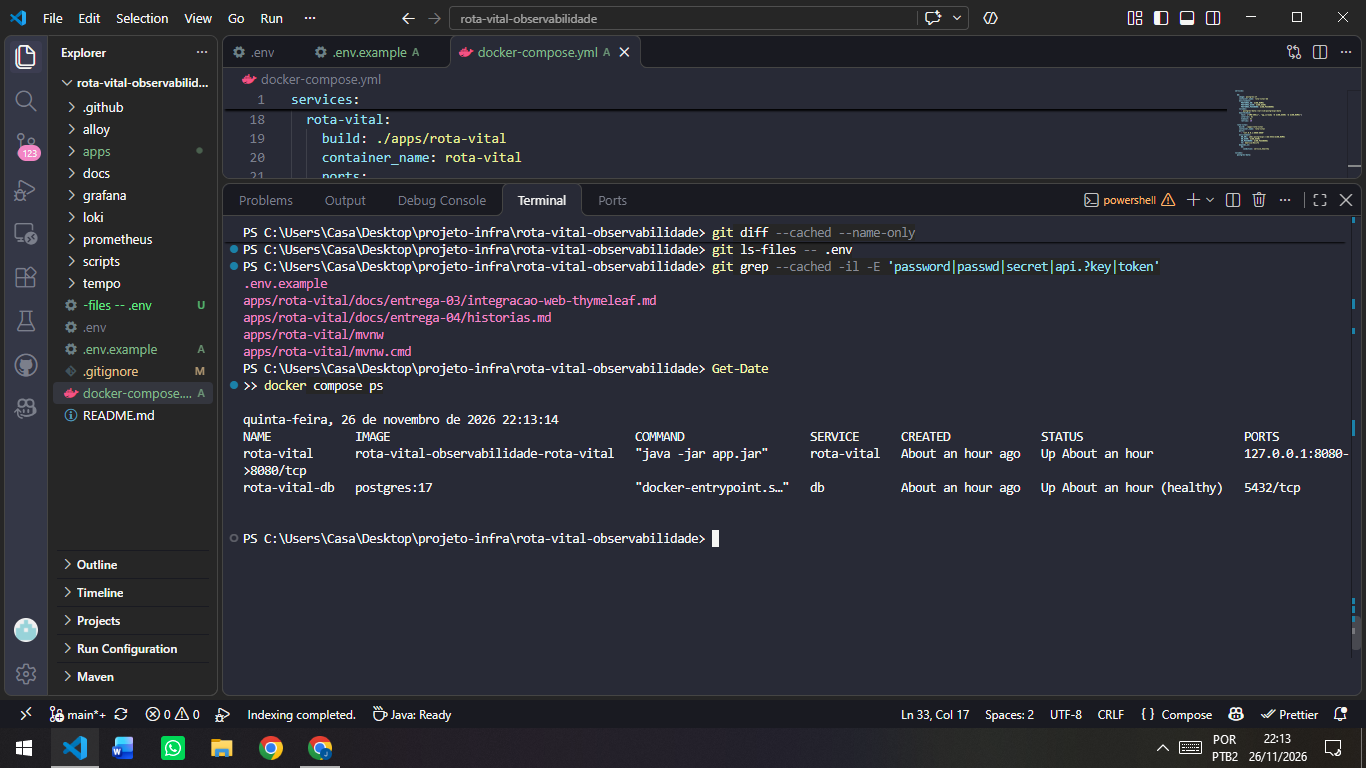 File Edit Selection View Go Run ··· rota-vital-observabilidade
Explorer ···
rota-vital-observabilid...
.github
alloy
apps
docs
grafana
loki
prometheus
scripts
tempo
-files -- .env U
.env
.env.example A
.gitignore M
docker-compose.... A
README.md
123
Outline
Timeline
Projects
Run Configuration
Maven
.env .env.example A docker-compose.yml A
docker-compose.yml
1 services:
18 rota-vital:
19 build: ./apps/rota-vital
20 container_name: rota-vital
21 ports:
Problems Output Debug Console Terminal Ports powershell
PS C:\Users\Casa\Desktop\projeto-infra\rota-vital-observabilidade> git diff --cached --name-only
PS C:\Users\Casa\Desktop\projeto-infra\rota-vital-observabilidade> git ls-files -- .env
PS C:\Users\Casa\Desktop\projeto-infra\rota-vital-observabilidade> git grep --cached -il -E 'password|passwd|secret|api.?key|token'
.env.example
apps/rota-vital/docs/entrega-03/integracao-web-thymeleaf.md
apps/rota-vital/docs/entrega-04/historias.md
apps/rota-vital/mvnw
apps/rota-vital/mvnw.cmd
PS C:\Users\Casa\Desktop\projeto-infra\rota-vital-observabilidade> Get-Date
>> docker compose ps
quinta-feira, 26 de novembro de 2026 22:13:14
NAME IMAGE COMMAND SERVICE CREATED STATUS PORTS
rota-vital rota-vital-observabilidade-rota-vital "java -jar app.jar" rota-vital About an hour ago Up About an hour 127.0.0.1:8080-
>8080/tcp
rota-vital-db postgres:17 "docker-entrypoint.s…" db About an hour ago Up About an hour (healthy) 5432/tcp
PS C:\Users\Casa\Desktop\projeto-infra\rota-vital-observabilidade>
main*+ 0 0 Indexing completed. Java: Ready Ln 33, Col 17 Spaces: 2 UTF-8 CRLF { } Compose Prettier
POR 22:13
PTB2 26/11/2026